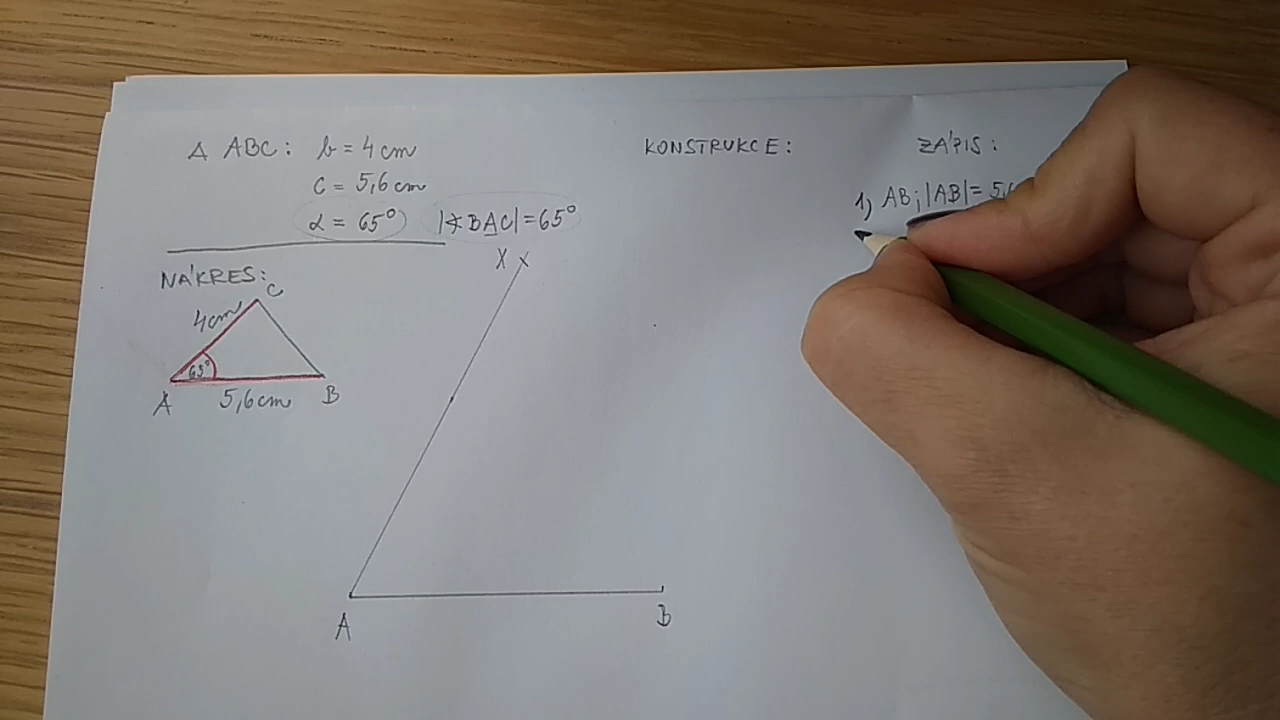 Δ ABC: b = 4 cm
c = 5,6 cm
α = 65° |∢BAC| = 65°
NÁKRES:
C
4cm
65°
A 5,6cm B
KONSTRUKCE:
X
A B
ZÁPIS:
1) AB; |AB| =